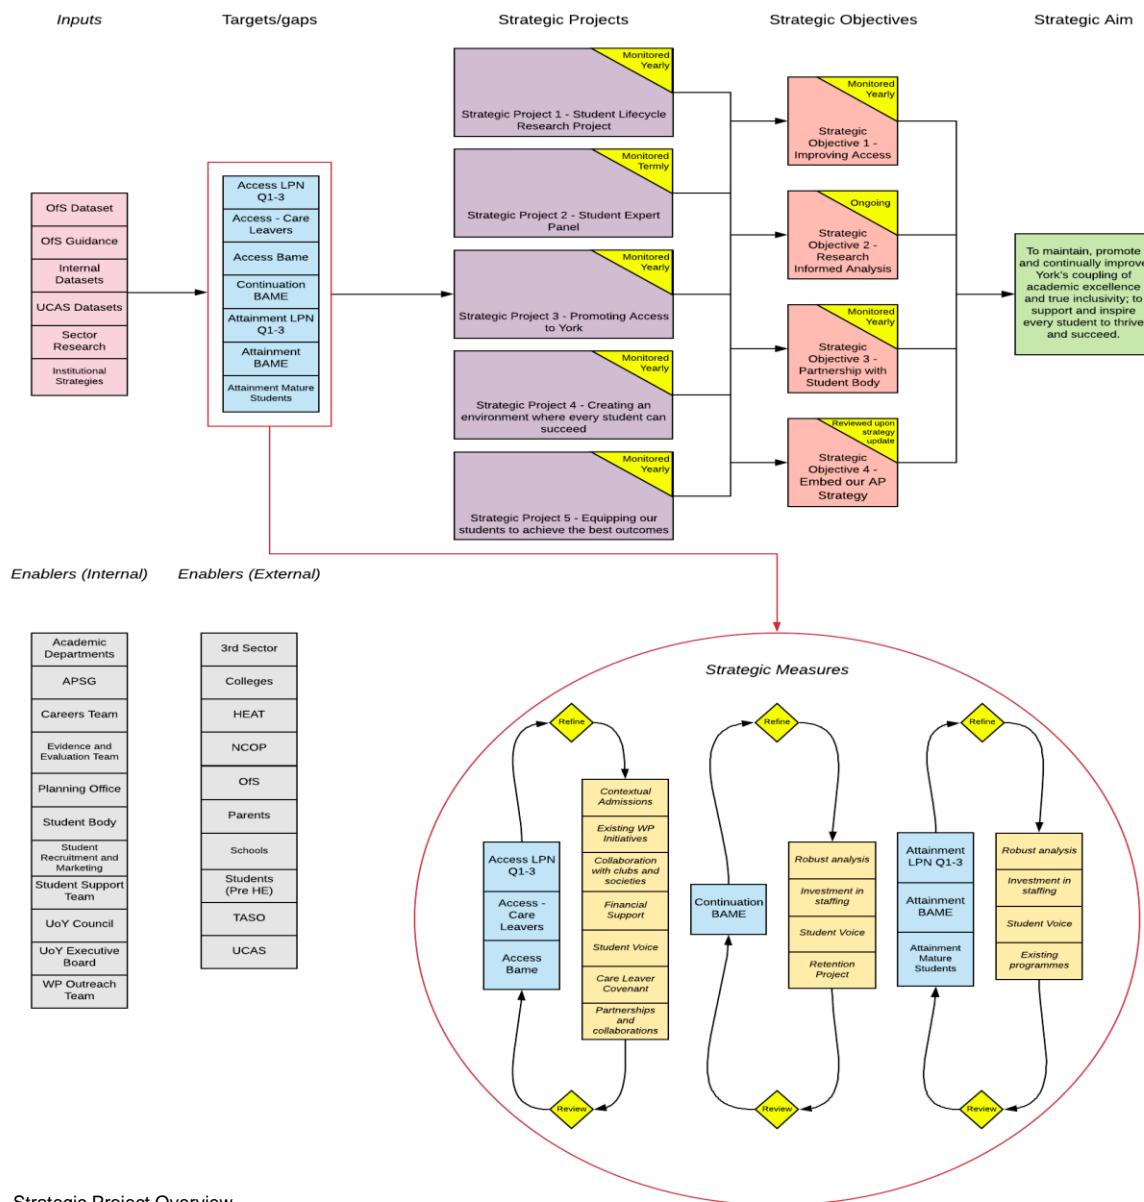 Inputs
Targets/gaps
Strategic Projects
Strategic Objectives
Strategic Aim
OfS Dataset
OfS Guidance
Internal
Datasets
UCAS Datasets
Sector
Research
Institutional
Strategies
Access LPN
Q1-3
Access - Care
Leavers
Access Bame
Continuation
BAME
Attainment LPN
Q1-3
Attainment
BAME
Attainment Mature
Students
Monitored
Yearly
Strategic Project 1 - Student Lifecycle
Research Project
Monitored
Termly
Strategic Project 2 - Student Expert
Panel
Monitored
Yearly
Strategic Project 3 - Promoting Access
to York
Monitored
Yearly
Strategic Project 4 - Creating an
environment where every student can
succeed
Monitored
Yearly
Strategic Project 5 - Equipping our
students to achieve the best outcomes
Monitored
Yearly
Strategic
Objective 1 -
Improving Access
Ongoing
Strategic
Objective 2 -
Research
Informed Analysis
Monitored
Yearly
Strategic
Objective 3 -
Partnership with
Student Body
Reviewed upon
strategy
update
Strategic
Objective 4 -
Embed our AP
Strategy
To maintain, promote
and continually improve
York's coupling of
academic excellence
and true inclusivity; to
support and inspire
every student to thrive
and succeed.
Enablers (Internal)
Enablers (External)
Academic
Departments
APSG
Careers Team
Evidence and
Evaluation Team
Planning Office
Student Body
Student
Recruitment and
Marketing
Student Support
Team
UoY Council
UoY Executive
Board
WP Outreach
Team
3rd Sector
Colleges
HEAT
NCOP
OfS
Parents
Schools
Students
(Pre HE)
TASO
UCAS
Strategic Measures
Refine
Access LPN
Q1-3
Access -
Care
Leavers
Access
Bame
Contextual
Admissions
Existing WP
Initiatives
Collaboration
with clubs and
societies
Financial
Support
Student Voice
Care Leaver
Covenant
Partnerships
and
collaborations
Review
Refine
Continuation
BAME
Robust analysis
Investment in
staffing
Student Voice
Retention
Project
Review
Refine
Attainment
LPN Q1-3
Attainment
BAME
Attainment
Mature
Students
Robust analysis
Investment in
staffing
Student Voice
Existing
programmes
Review
Strategic Project Overview